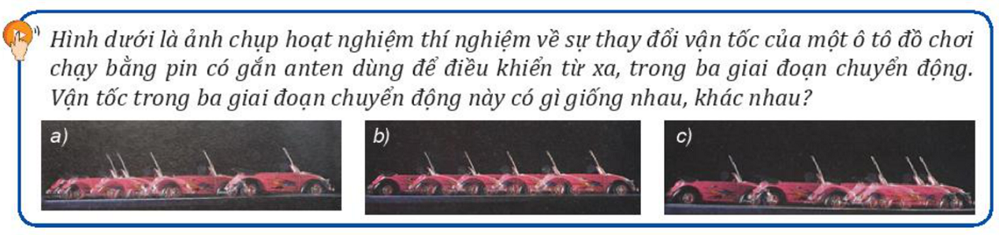 Hình dưới là ảnh chụp hoạt nghiệm thí nghiệm về sự thay đổi vận tốc của một ô tô đồ chơi
chạy bằng pin có gắn anten dùng để điều khiển từ xa, trong ba giai đoạn chuyển động.
Vận tốc trong ba giai đoạn chuyển động này có gì giống nhau, khác nhau?
a) b) c)